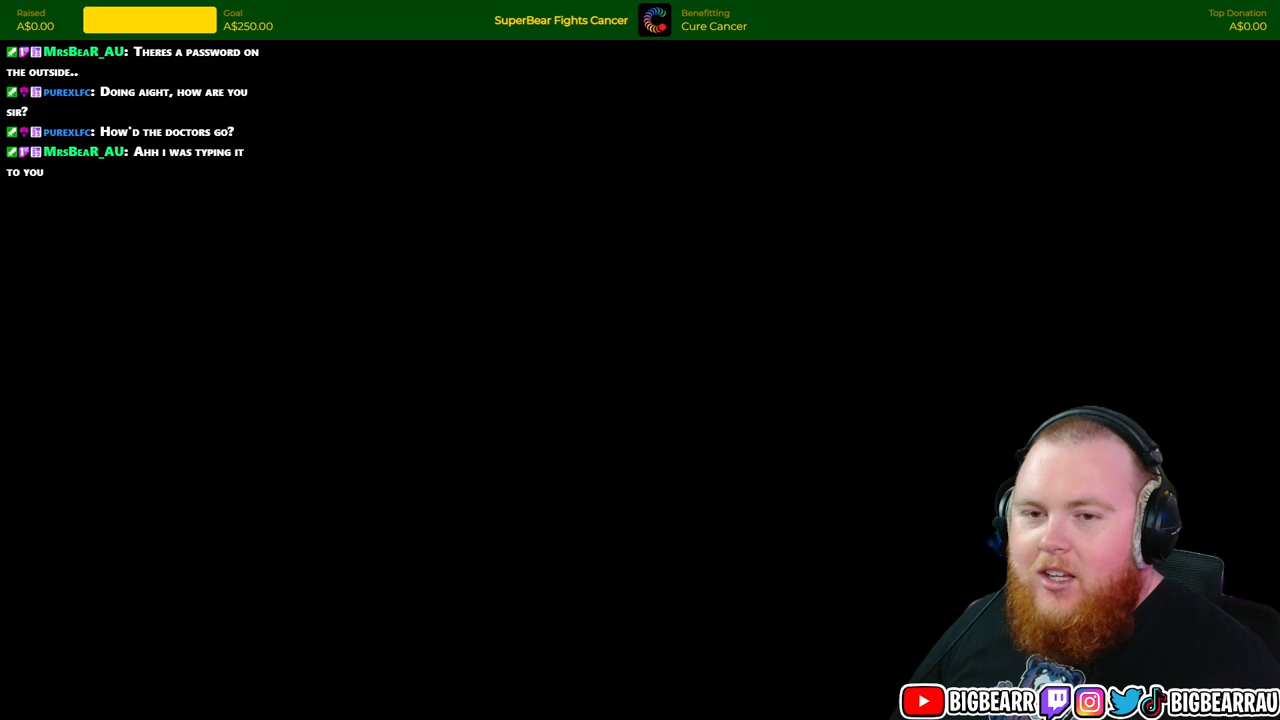 Raised
A$0.00
Goal
A$250.00
SuperBear Fights Cancer
Benefitting
Cure Cancer
Top Donation
A$0.00
MrsBeaR_AU: Theres a password on
the outside..
purexlfc: Doing aight, how are you
sir?
purexlfc: How'd the doctors go?
MrsBeaR_AU: Ahh i was typing it
to you
BIGBEARR
BIGBEARRAU